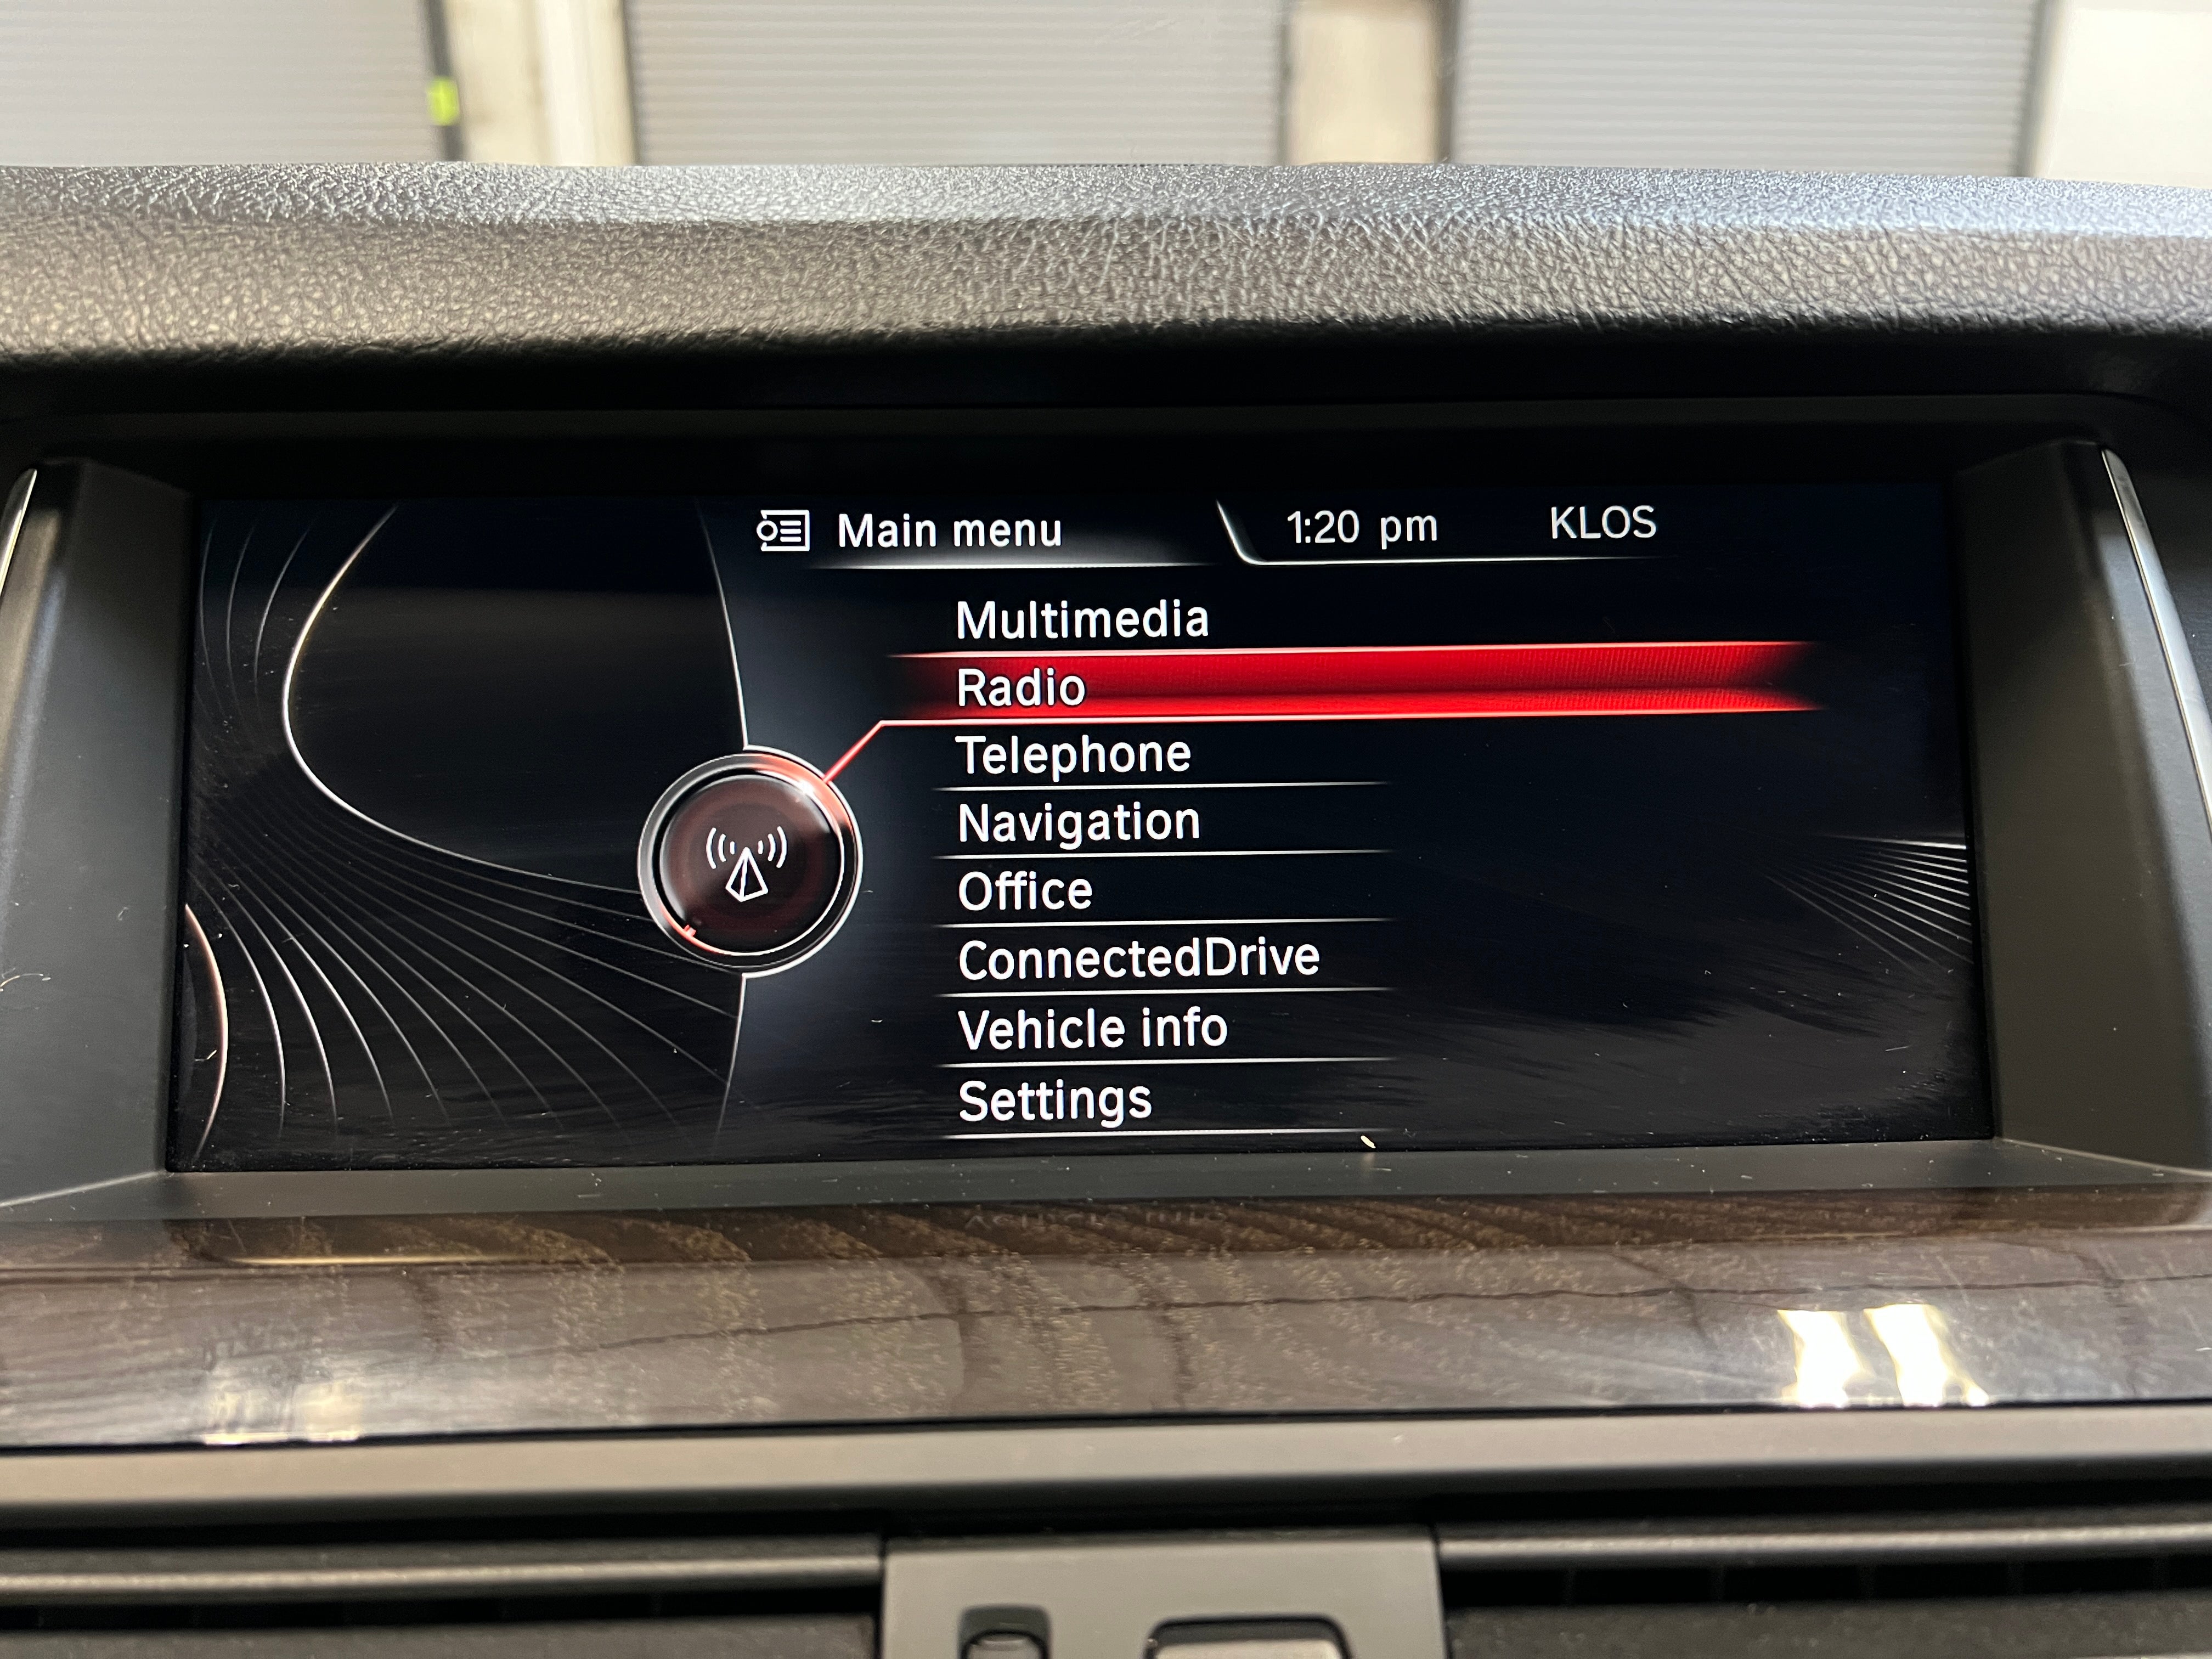 Main menu 1:20 pm KLOS
Multimedia
Radio
Telephone
Navigation
Office
ConnectedDrive
Vehicle info
Settings